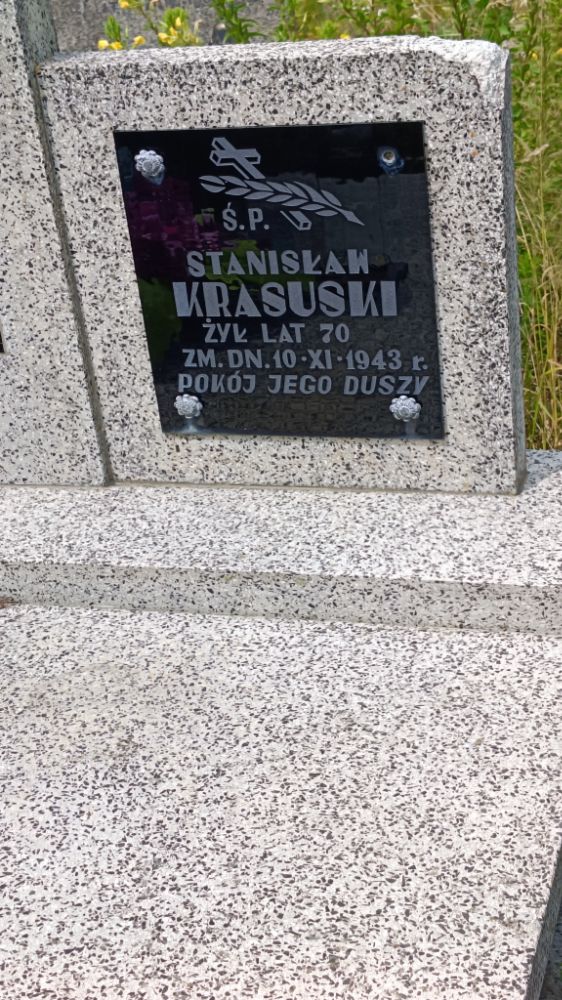 Ś.P.
STANISŁAW
KRASUSKI
ŻYŁ LAT 70
ZM. DN. 10·XI·1943 r.
POKÓJ JEGO DUSZY